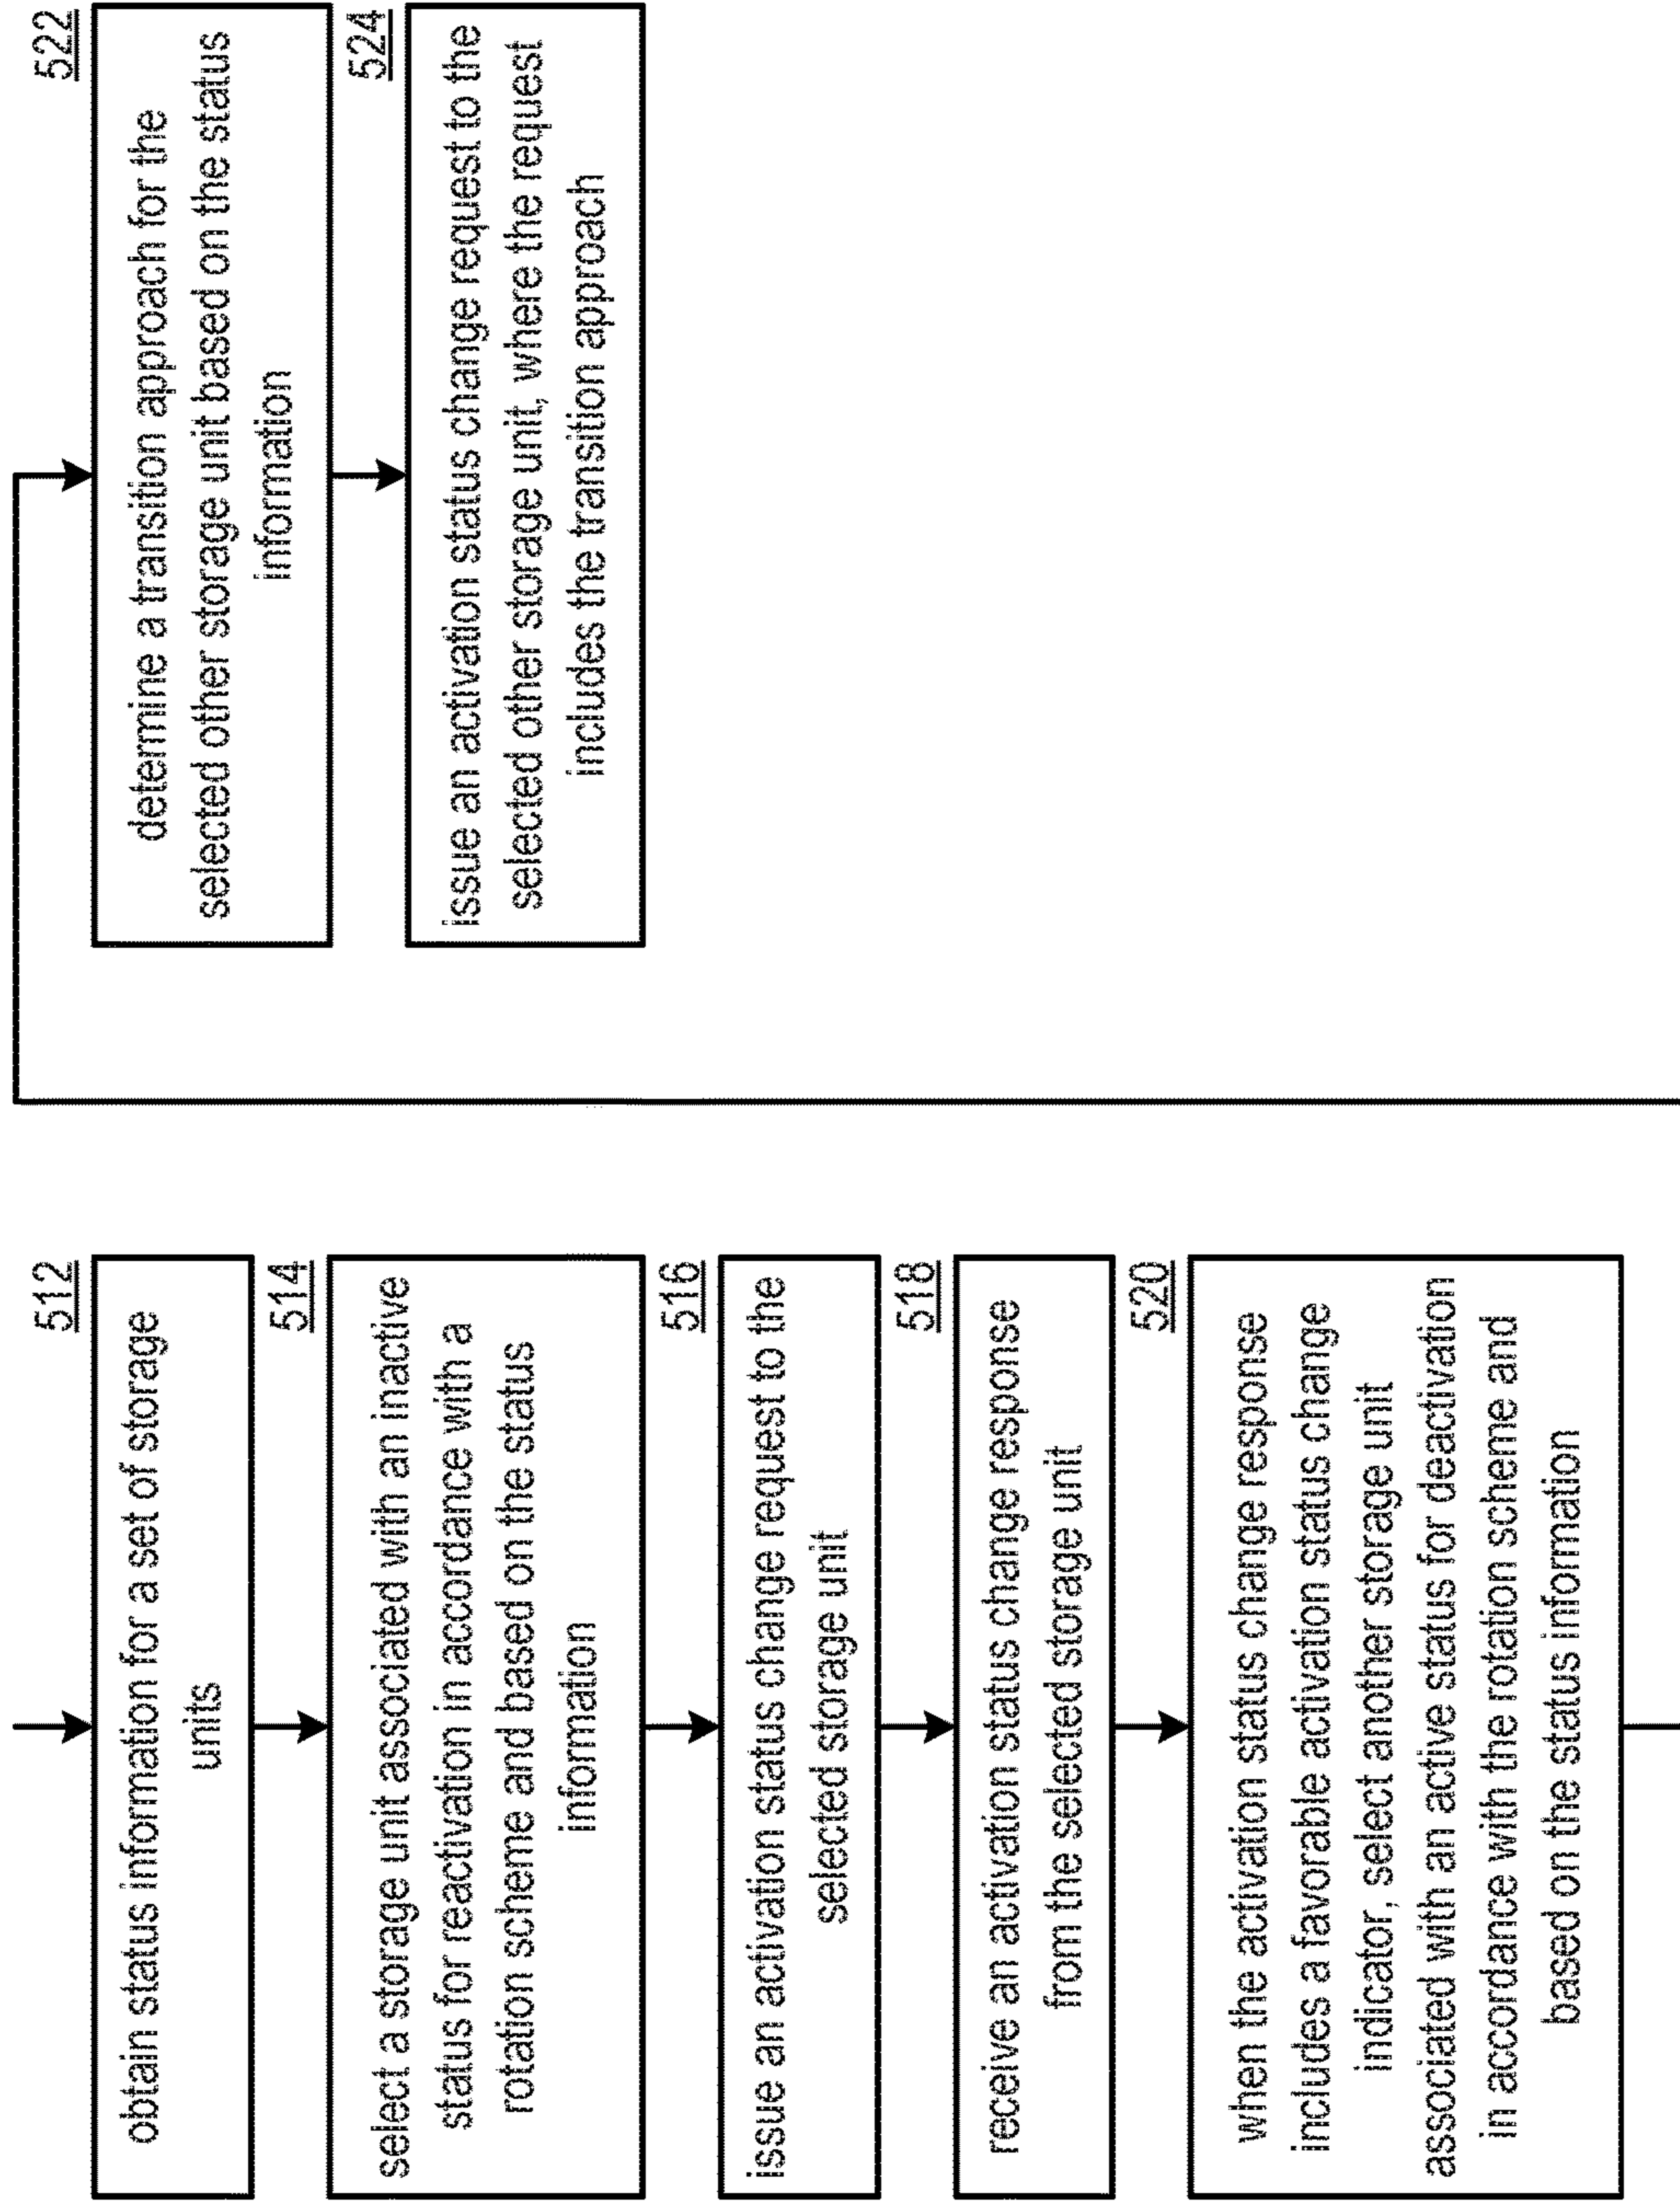 512
obtain status information for a set of storage
units
514
select a storage unit associated with an inactive
status for reactivation in accordance with a
rotation scheme and based on the status
information
516
issue an activation status change request to the
selected storage unit
518
receive an activation status change response
from the selected storage unit
520
when the activation status change response
includes a favorable activation status change
indicator, select another storage unit
associated with an active status for deactivation
in accordance with the rotation scheme and
based on the status information
522
determine a transition approach for the
selected other storage unit based on the status
information
524
issue an activation status change request to the
selected other storage unit, where the request
includes the transition approach